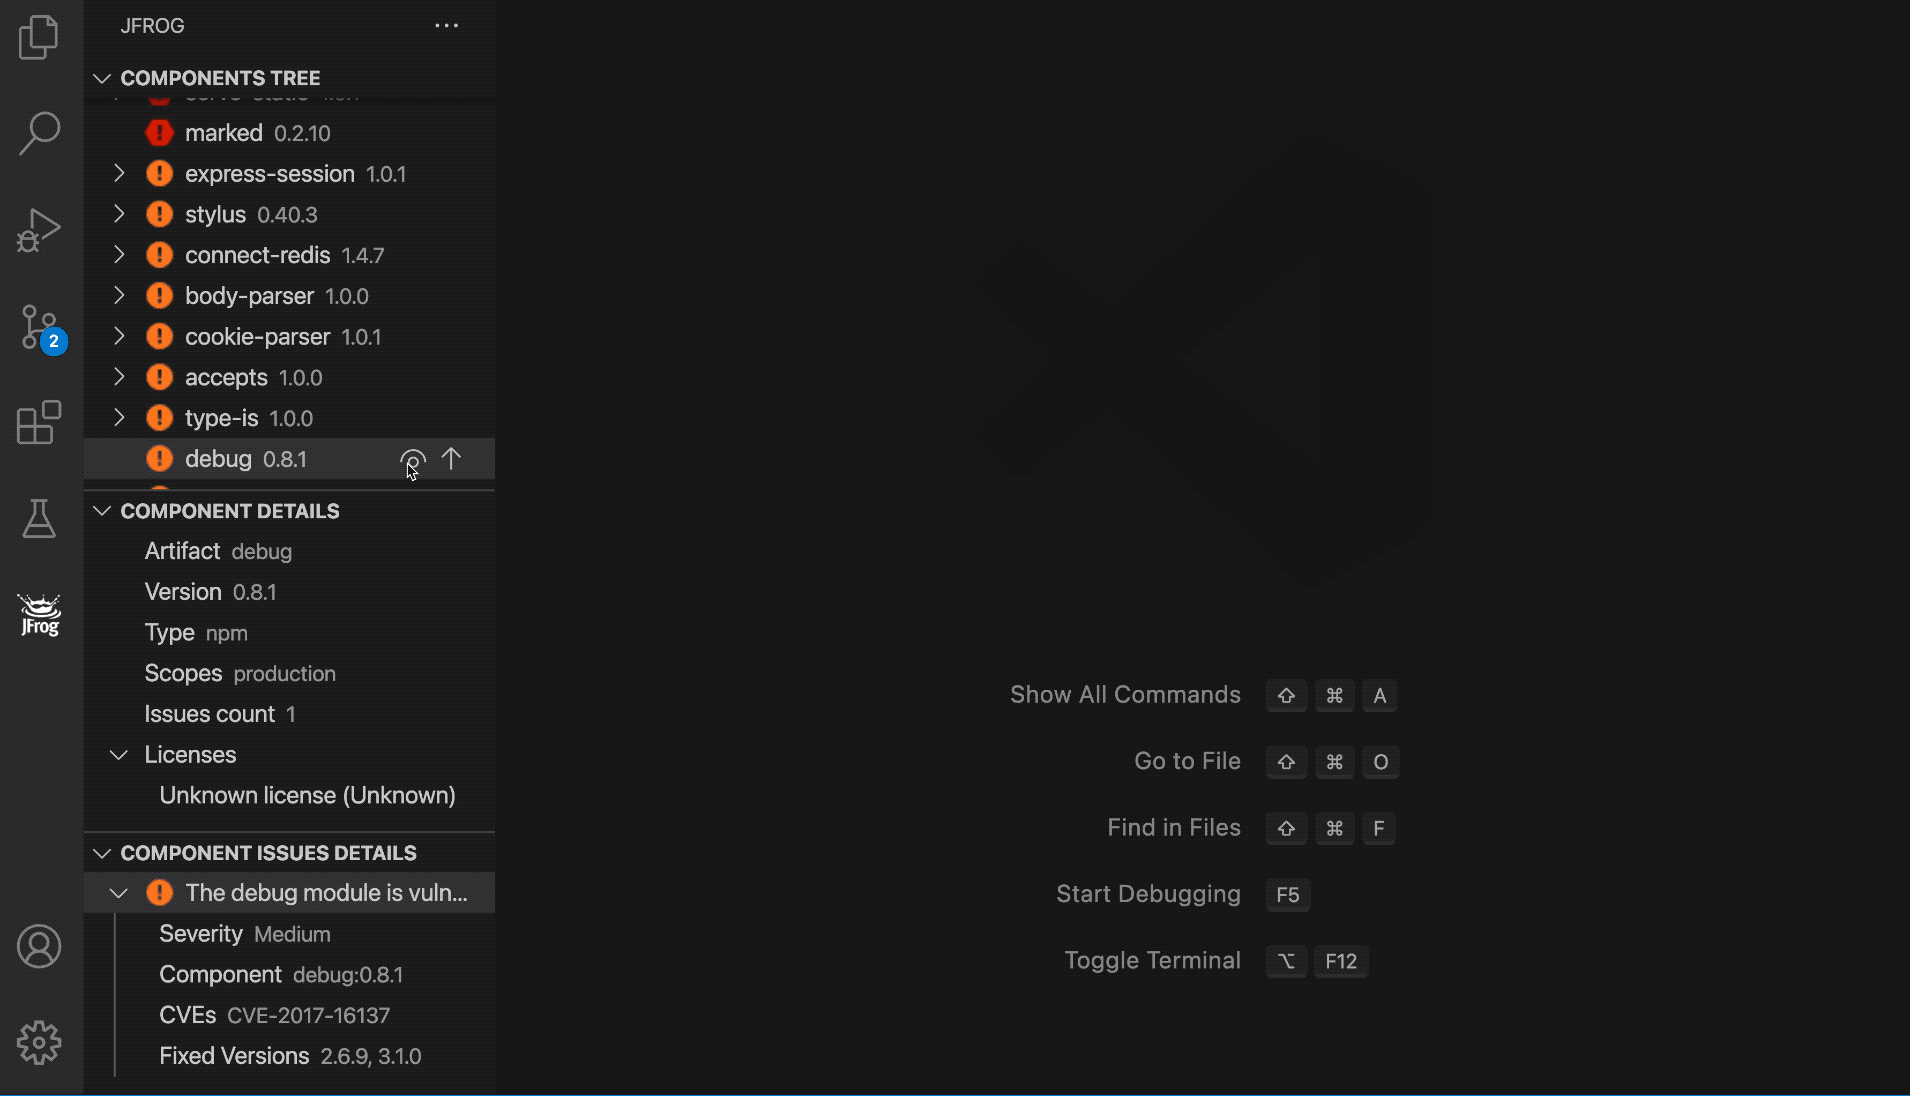 JFROG
COMPONENTS TREE
marked 0.2.10
express-session 1.0.1
stylus 0.40.3
connect-redis 1.4.7
body-parser 1.0.0
cookie-parser 1.0.1
accepts 1.0.0
type-is 1.0.0
debug 0.8.1
COMPONENT DETAILS
Artifact debug
Version 0.8.1
Type npm
Scopes production
Issues count 1
Licenses
Unknown license (Unknown)
COMPONENT ISSUES DETAILS
The debug module is vuln...
Severity Medium
Component debug:0.8.1
CVEs CVE-2017-16137
Fixed Versions 2.6.9, 3.1.0
2
JFrog
Show All Commands ⇧ ⌘ A
Go to File ⇧ ⌘ O
Find in Files ⇧ ⌘ F
Start Debugging F5
Toggle Terminal ⌥ F12